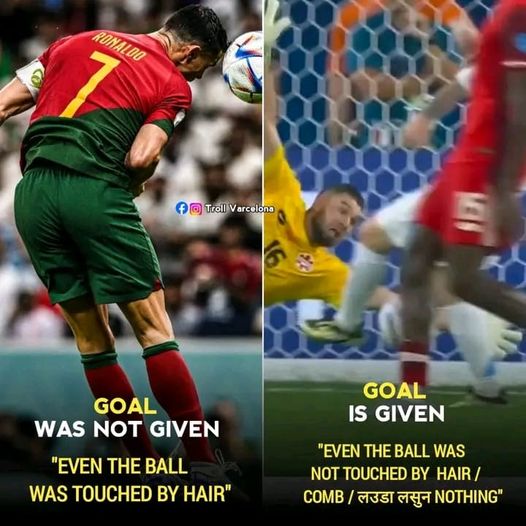 RONALDO
7
Troll Varcelona
16
15
GOAL
WAS NOT GIVEN
"EVEN THE BALL
WAS TOUCHED BY HAIR"
GOAL
IS GIVEN
"EVEN THE BALL WAS
NOT TOUCHED BY HAIR /
COMB / लउडा लसुन NOTHING"